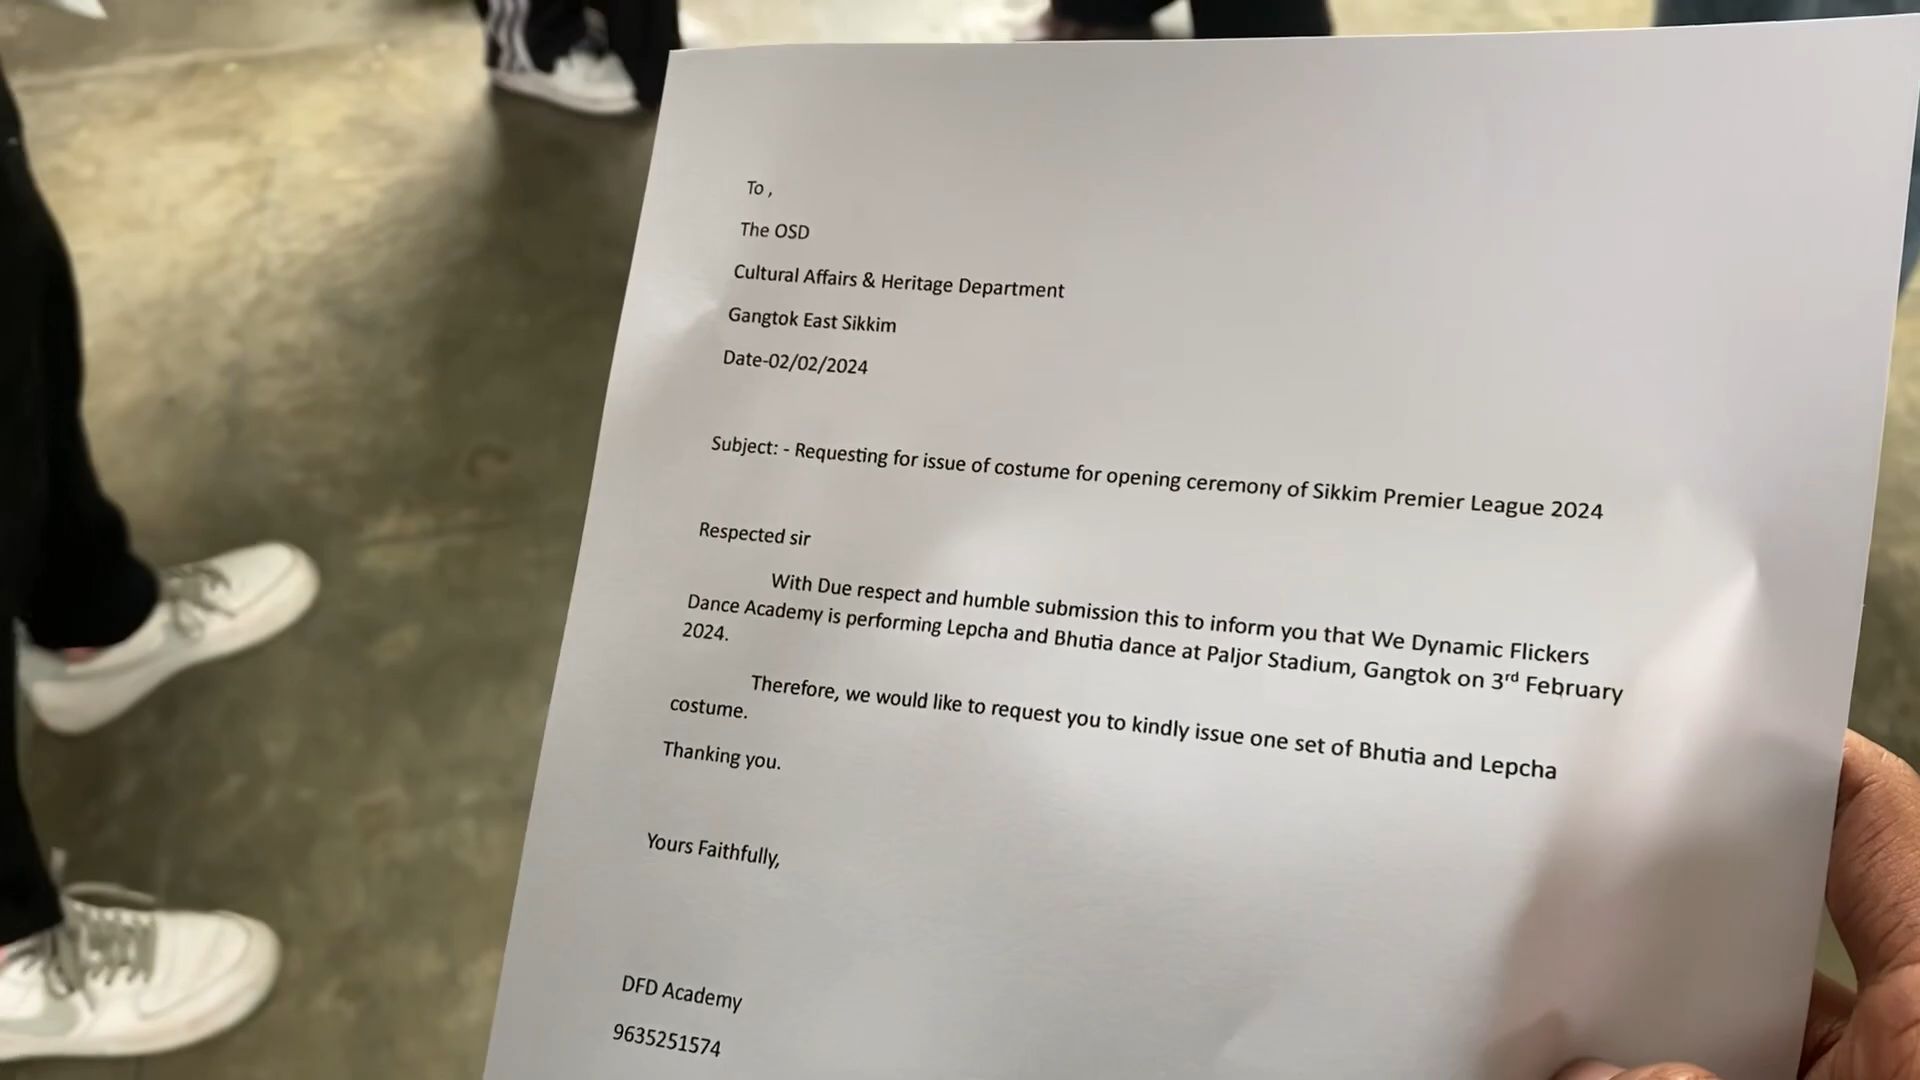 To ,
The OSD
Cultural Affairs & Heritage Department
Gangtok East Sikkim
Date-02/02/2024
Subject: - Requesting for issue of costume for opening ceremony of Sikkim Premier League 2024
Respected sir
With Due respect and humble submission this to inform you that We Dynamic Flickers
Dance Academy is performing Lepcha and Bhutia dance at Paljor Stadium, Gangtok on 3rd February
2024.
Therefore, we would like to request you to kindly issue one set of Bhutia and Lepcha
costume.
Thanking you.
Yours Faithfully,
DFD Academy
9635251574